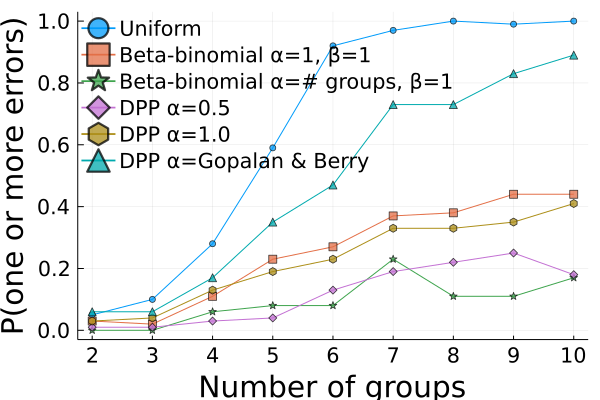 P(one or more errors)
1.0
0.8
0.6
0.4
0.2
0.0
Uniform
Beta-binomial α=1, β=1
Beta-binomial α=# groups, β=1
DPP α=0.5
DPP α=1.0
DPP α=Gopalan & Berry
2 3 4 5 6 7 8 9 10
Number of groups